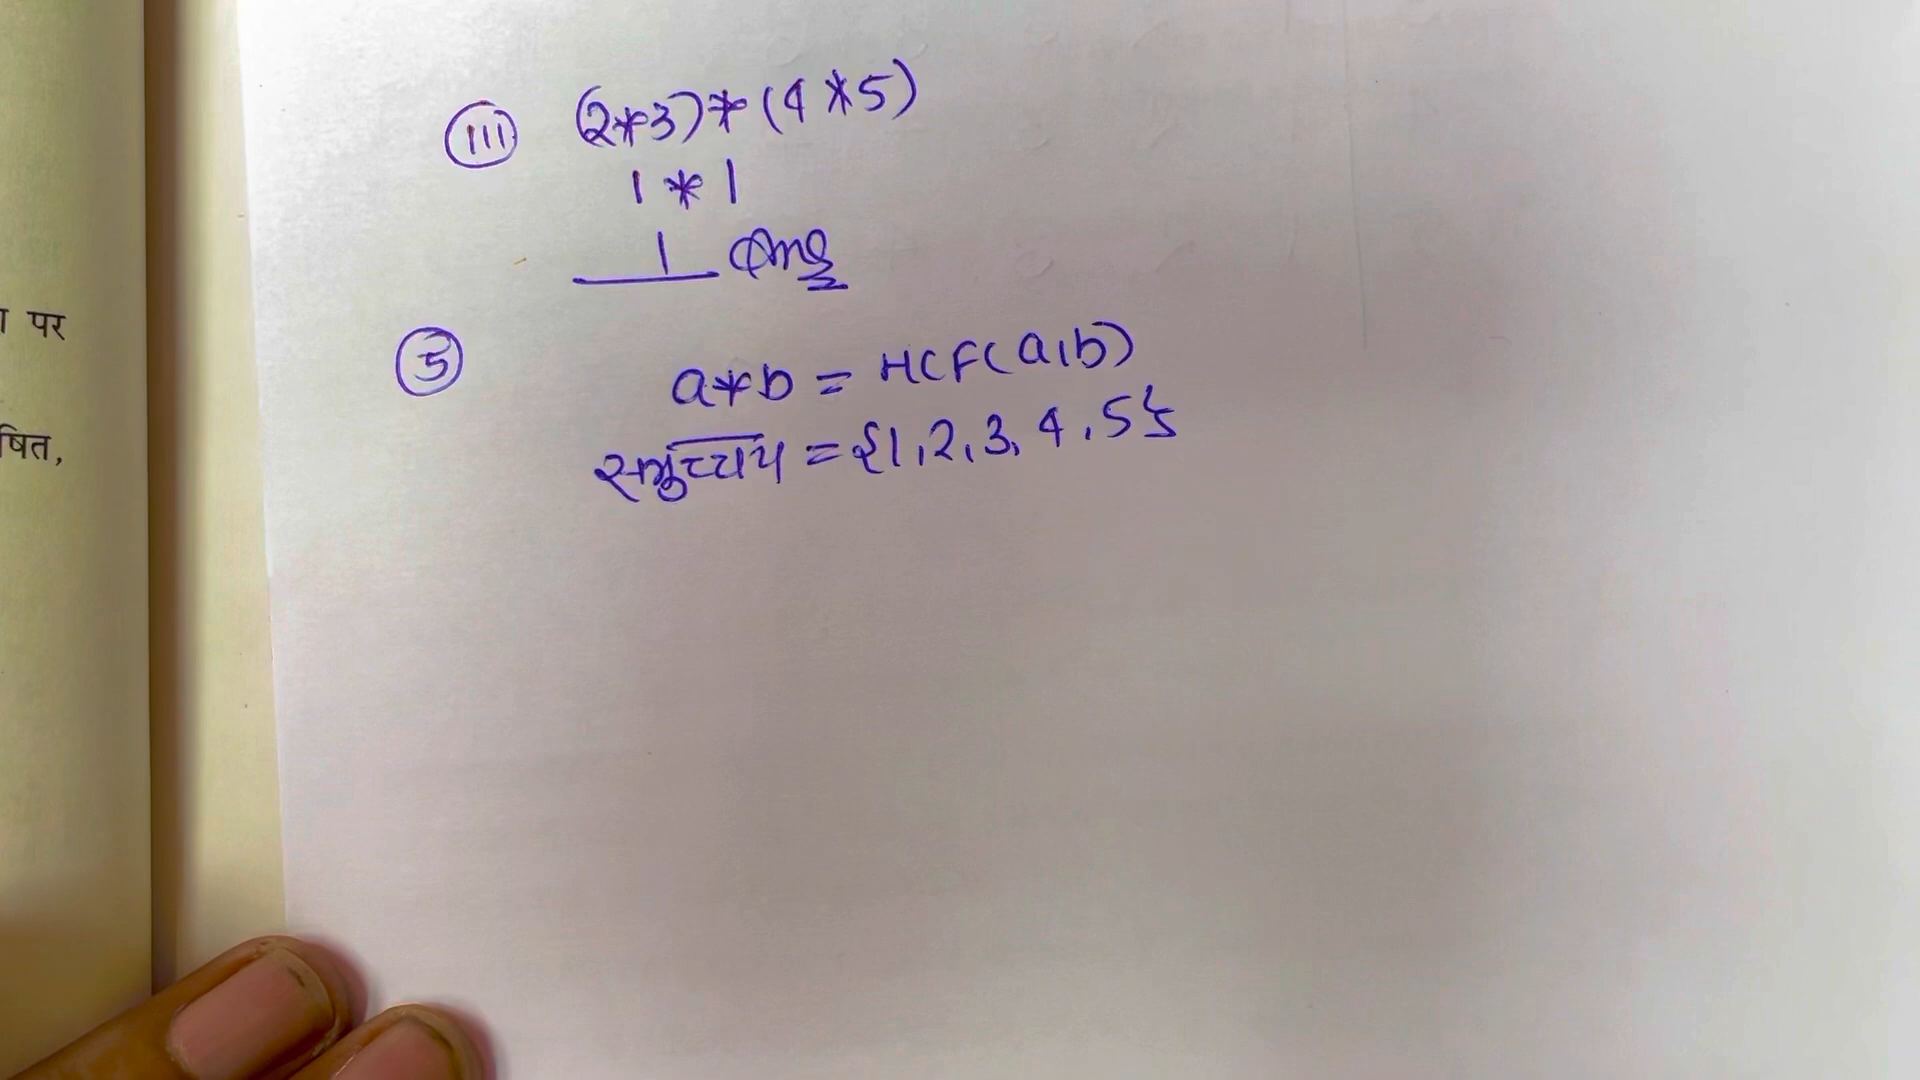 पर
षित,
(iii) (2*3)*(4*5)
1 * 1
1 Ans
(5) a*b = HCF(a,b)
समुच्चय = {1,2,3,4,5}